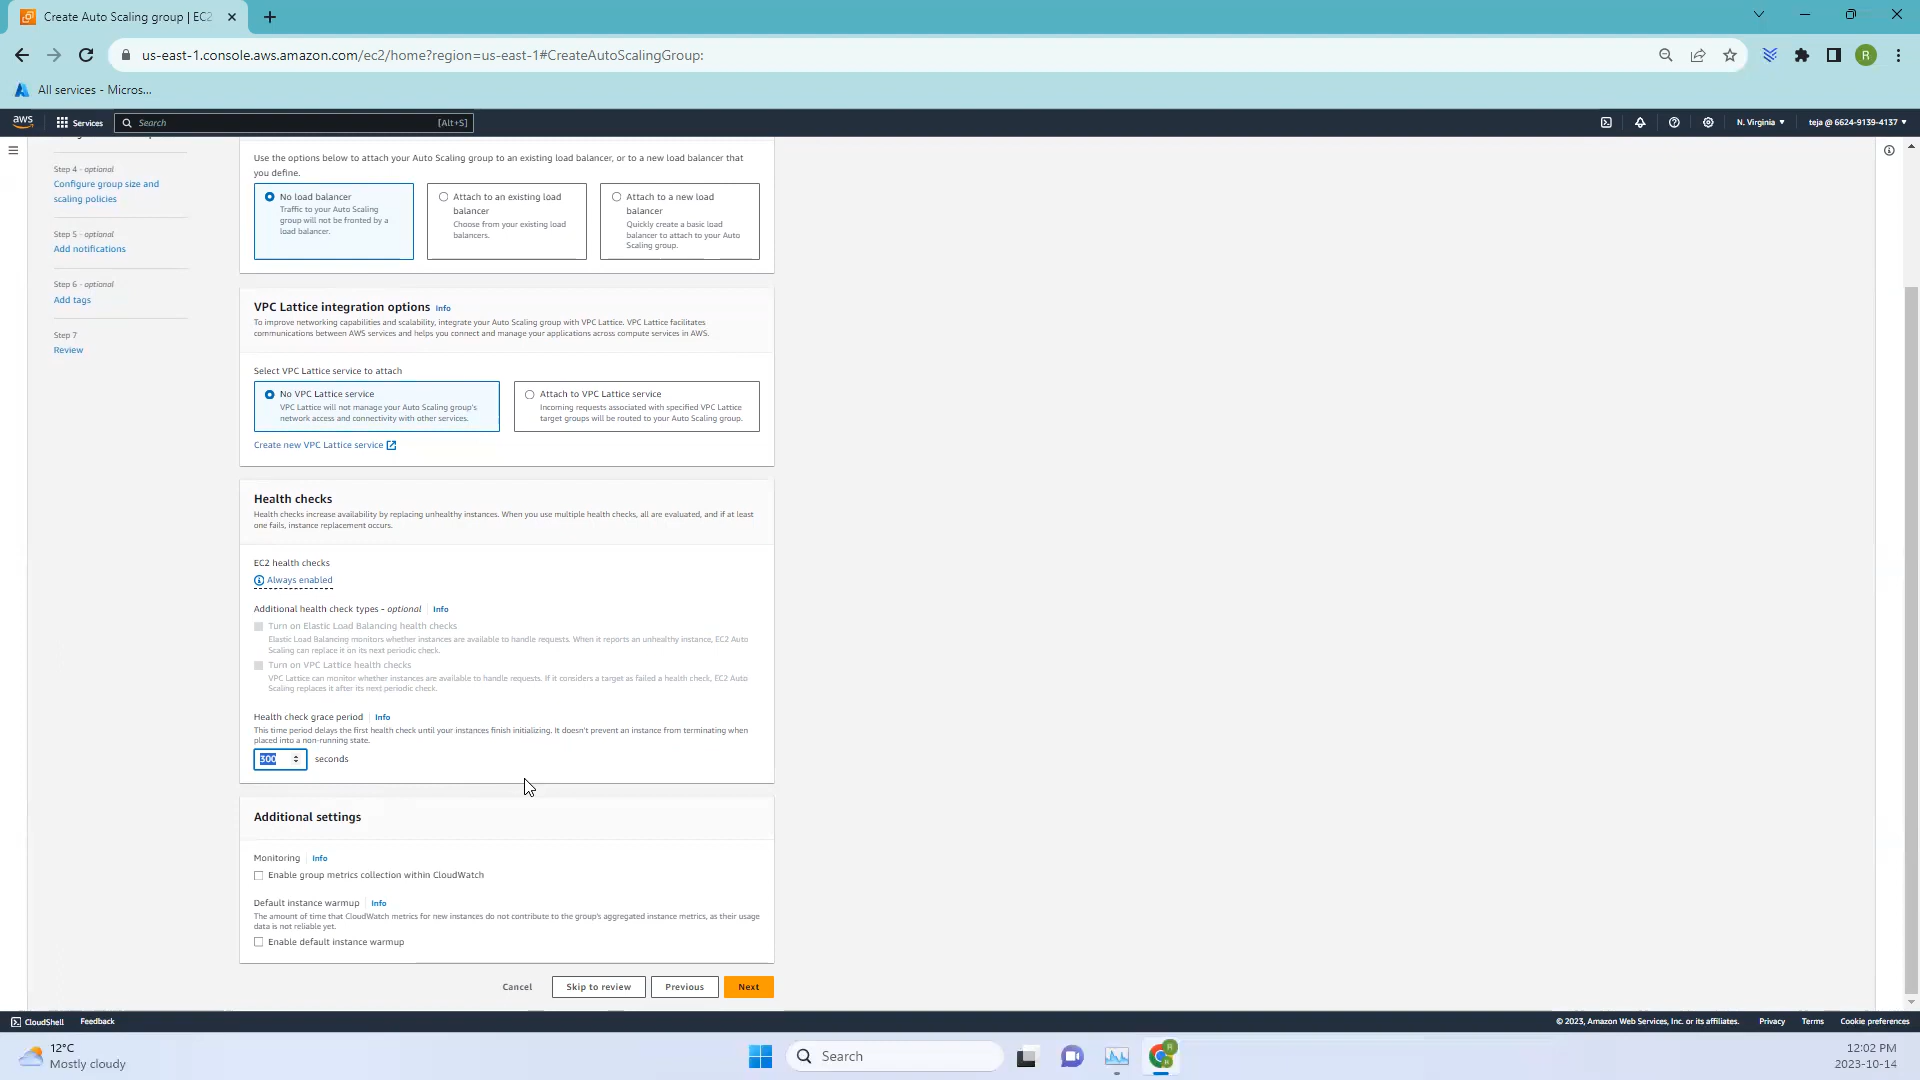 Create Auto Scaling group | EC2
us-east-1.console.aws.amazon.com/ec2/home?region=us-east-1#CreateAutoScalingGroup:
R
All services - Micros...
aws
Services
Search
[Alt+S]
N. Virginia
teja @ 6624-9139-4137
Step 4 - optional
Configure group size and
scaling policies
Step 5 - optional
Add notifications
Step 6 - optional
Add tags
Step 7
Review
Use the options below to attach your Auto Scaling group to an existing load balancer, or to a new load balancer that
you define.
No load balancer
Traffic to your Auto Scaling
group will not be fronted by a
load balancer.
Attach to an existing load
balancer
Choose from your existing load
balancers.
Attach to a new load
balancer
Quickly create a basic load
balancer to attach to your Auto
Scaling group.
VPC Lattice integration options Info
To improve networking capabilities and scalability, integrate your Auto Scaling group with VPC Lattice. VPC Lattice facilitates
communications between AWS services and helps you connect and manage your applications across compute services in AWS.
Select VPC Lattice service to attach
No VPC Lattice service
VPC Lattice will not manage your Auto Scaling group's
network access and connectivity with other services.
Attach to VPC Lattice service
Incoming requests associated with specified VPC Lattice
target groups will be routed to your Auto Scaling group.
Create new VPC Lattice service
Health checks
Health checks increase availability by replacing unhealthy instances. When you use multiple health checks, all are evaluated, and if at least
one fails, instance replacement occurs.
EC2 health checks
Always enabled
Additional health check types - optional Info
Turn on Elastic Load Balancing health checks
Elastic Load Balancing monitors whether instances are available to handle requests. When it reports an unhealthy instance, EC2 Auto
Scaling can replace it on its next periodic check.
Turn on VPC Lattice health checks
VPC Lattice can monitor whether instances are available to handle requests. If it considers a target as failed a health check, EC2 Auto
Scaling replaces it after its next periodic check.
Health check grace period Info
This time period delays the first health check until your instances finish initializing. It doesn't prevent an instance from terminating when
placed into a non-running state.
300 seconds
Additional settings
Monitoring Info
Enable group metrics collection within CloudWatch
Default instance warmup Info
The amount of time that CloudWatch metrics for new instances do not contribute to the group's aggregated instance metrics, as their usage
data is not reliable yet.
Enable default instance warmup
Cancel
Skip to review
Previous
Next
CloudShell
Feedback
© 2023, Amazon Web Services, Inc. or its affiliates.
Privacy
Terms
Cookie preferences
12°C
Mostly cloudy
Search
12:02 PM
2023-10-14